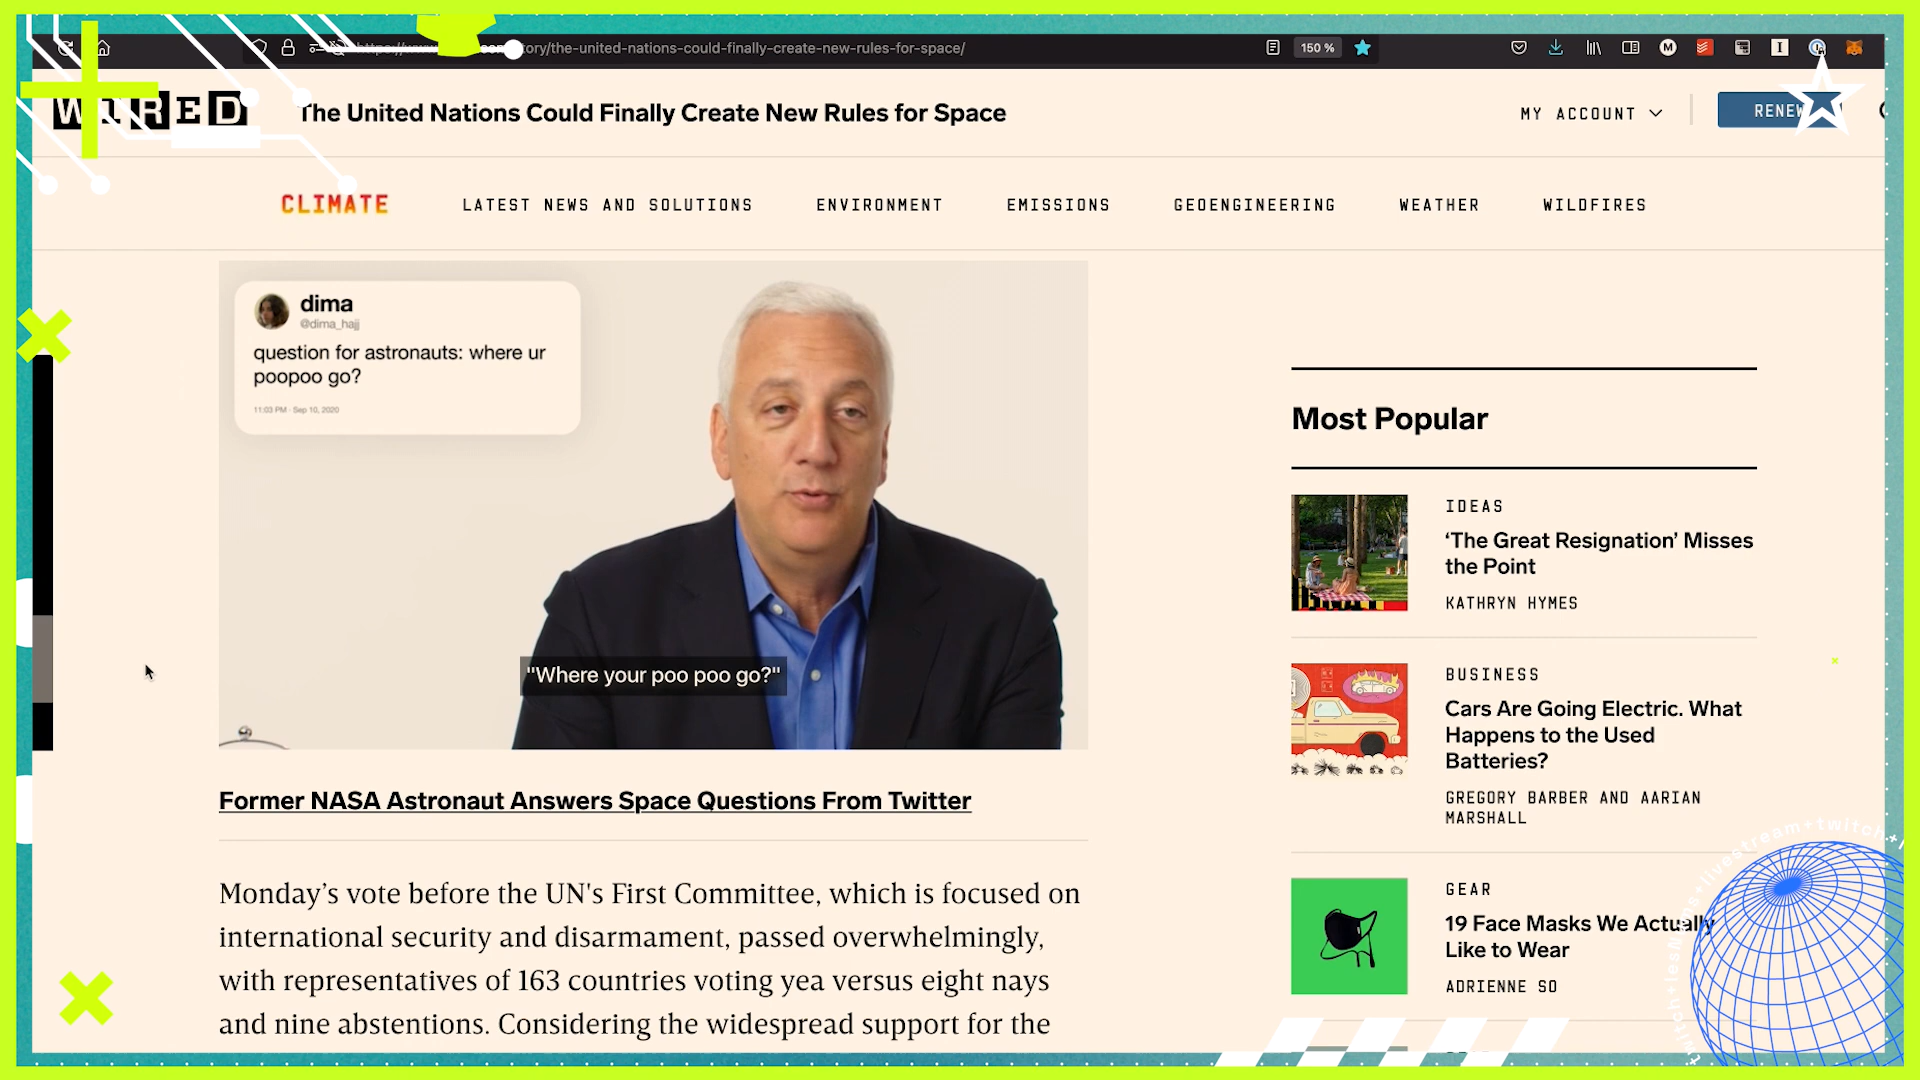 ory/the-united-nations-could-finally-create-new-rules-for-space/
150 %
WIRED
The United Nations Could Finally Create New Rules for Space
MY ACCOUNT
RENEW
CLIMATE
LATEST NEWS AND SOLUTIONS
ENVIRONMENT
EMISSIONS
GEOENGINEERING
WEATHER
WILDFIRES
dima
@dima_hajj
question for astronauts: where ur
poopoo go?
11:03 PM · Sep 10, 2020
"Where your poo poo go?"
Former NASA Astronaut Answers Space Questions From Twitter
Monday’s vote before the UN's First Committee, which is focused on
international security and disarmament, passed overwhelmingly,
with representatives of 163 countries voting yea versus eight nays
and nine abstentions. Considering the widespread support for the
Most Popular
IDEAS
‘The Great Resignation’ Misses
the Point
KATHRYN HYMES
BUSINESS
Cars Are Going Electric. What
Happens to the Used
Batteries?
GREGORY BARBER AND AARIAN
MARSHALL
GEAR
19 Face Masks We Actually
Like to Wear
ADRIENNE SO
twitch+les
ns+livestream+twitch+